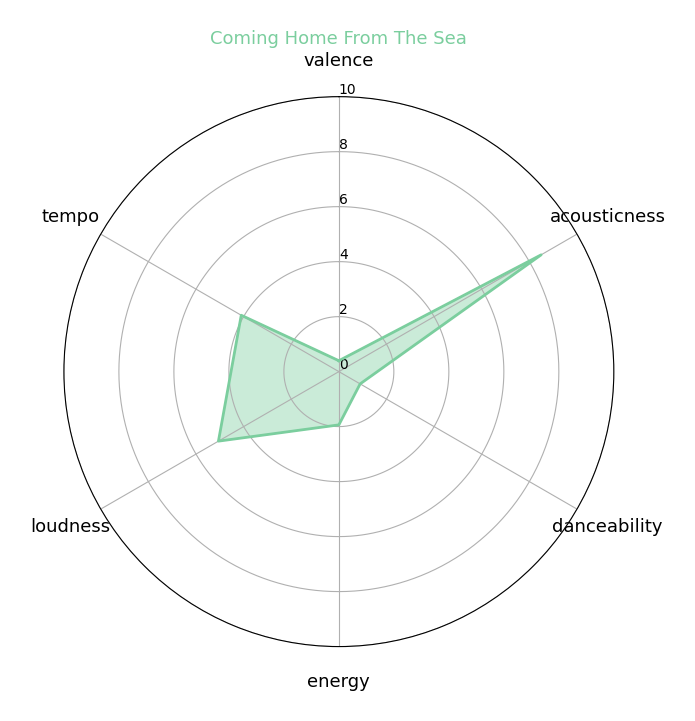 Coming Home From The Sea
valence
10
8
6
4
2
0
tempo
acousticness
loudness
danceability
energy